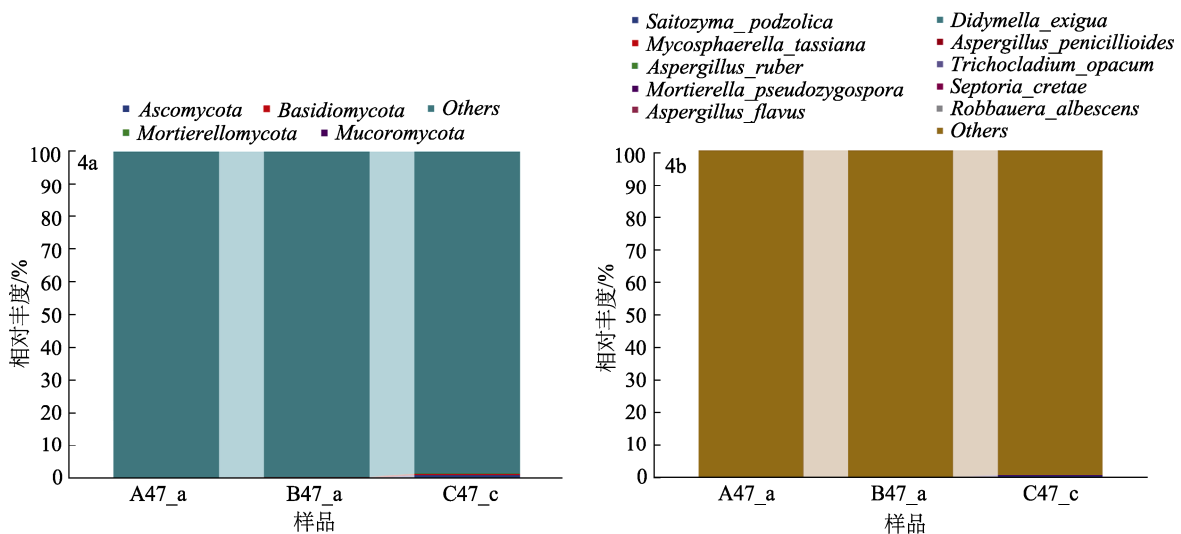 Ascomycota Basidiomycota Others
Mortierellomycota Mucoromycota
4a
100
90
80
70
60
50
40
30
20
10
0
相对丰度/%
A47_a B47_a C47_c
样品
Saitozyma_podzolica Didymella_exigua
Mycosphaerella_tassiana Aspergillus_penicillioides
Aspergillus_ruber Trichocladium_opacum
Mortierella_pseudozygospora Septoria_cretae
Aspergillus_flavus Robbauera_albescens
Others
4b
100
90
80
70
60
50
40
30
20
10
0
相对丰度/%
A47_a B47_a C47_c
样品